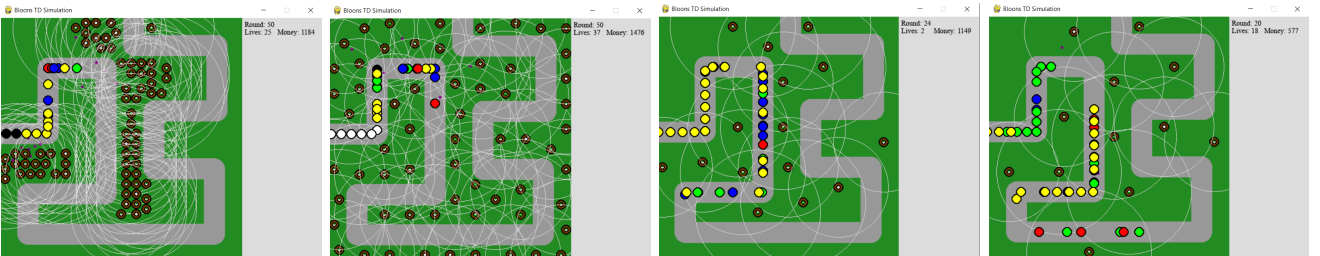 Bloons TD Simulation
Round: 50
Lives: 25 Money: 1184
Bloons TD Simulation
Round: 50
Lives: 37 Money: 1476
Bloons TD Simulation
Round: 24
Lives: 2 Money: 1149
Bloons TD Simulation
Round: 20
Lives: 18 Money: 577